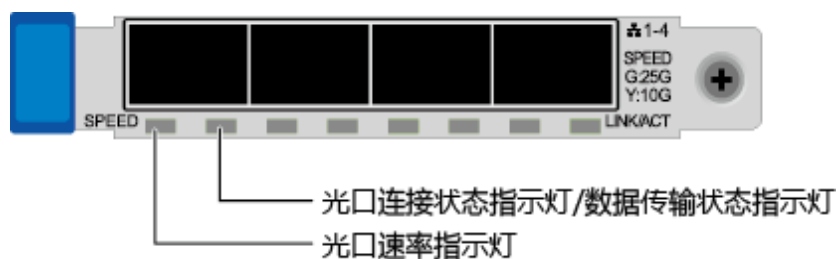 1-4
SPEED
G:25G
Y:10G
SPEED
LINK/ACT
光口连接状态指示灯/数据传输状态指示灯
光口速率指示灯